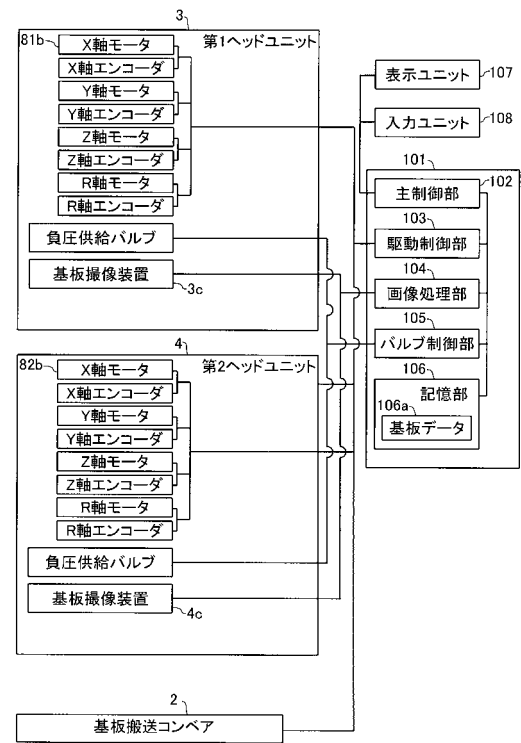 3
第1ヘッドユニット
81b
X軸モータ
X軸エンコーダ
Y軸モータ
Y軸エンコーダ
Z軸モータ
Z軸エンコーダ
R軸モータ
R軸エンコーダ
負圧供給バルブ
基板撮像装置
3c
4
第2ヘッドユニット
82b
X軸モータ
X軸エンコーダ
Y軸モータ
Y軸エンコーダ
Z軸モータ
Z軸エンコーダ
R軸モータ
R軸エンコーダ
負圧供給バルブ
基板撮像装置
4c
2
基板搬送コンベア
表示ユニット
107
入力ユニット
108
101
102
主制御部
103
駆動制御部
104
画像処理部
105
バルブ制御部
106
記憶部
106a
基板データ